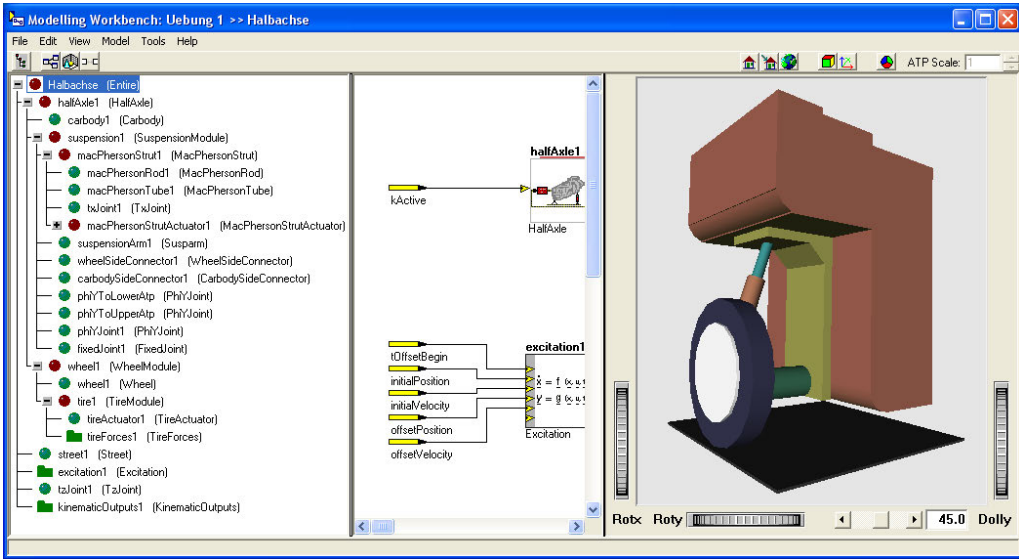 Modelling Workbench: Uebung 1 >> Halbachse
File Edit View Model Tools Help
ATP Scale: 1
Halbachse (Entire)
halfAxle1 (HalfAxle)
carbody1 (Carbody)
suspension1 (SuspensionModule)
macPhersonStrut1 (MacPhersonStrut)
macPhersonRod1 (MacPhersonRod)
macPhersonTube1 (MacPhersonTube)
txJoint1 (TxJoint)
macPhersonStrutActuator1 (MacPhersonStrutActuator)
suspensionArm1 (Susparm)
wheelSideConnector1 (WheelSideConnector)
carbodySideConnector1 (CarbodySideConnector)
phiYToLowerAtp (PhiYJoint)
phiYToUpperAtp (PhiYJoint)
phiYJoint1 (PhiYJoint)
fixedJoint1 (FixedJoint)
wheel1 (WheelModule)
wheel1 (Wheel)
tire1 (TireModule)
tireActuator1 (TireActuator)
tireForces1 (TireForces)
street1 (Street)
excitation1 (Excitation)
tzJoint1 (TzJoint)
kinematicOutputs1 (KinematicOutputs)
halfAxle1
kActive
HalfAxle
excitation1
tOffsetBegin
initialPosition
initialVelocity
offsetPosition
offsetVelocity
ẋ = f (x, u, t
y = g (x, u, t
Excitation
Rotx Roty 45.0 Dolly